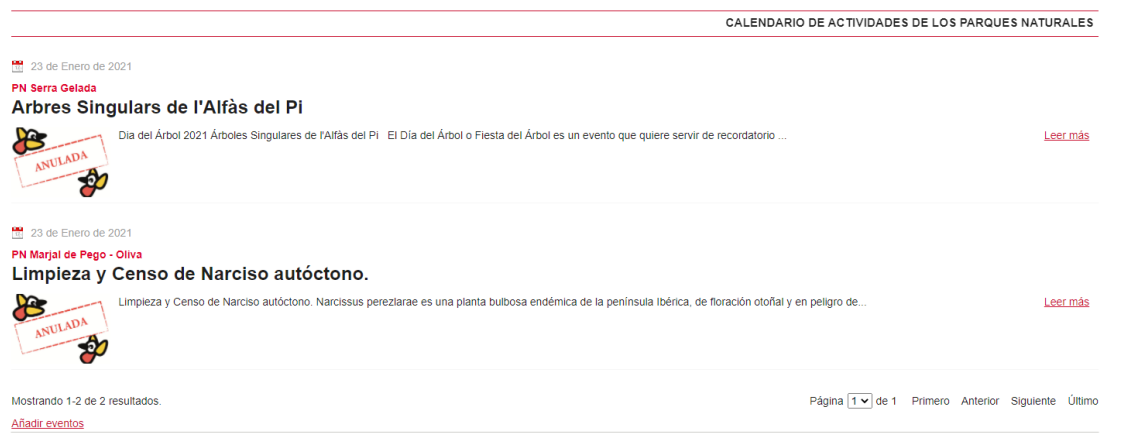 CALENDARIO DE ACTIVIDADES DE LOS PARQUES NATURALES
23 de Enero de 2021
PN Serra Gelada
Arbres Singulars de l'Alfàs del Pi
Dia del Árbol 2021 Árboles Singulares de l'Alfàs del Pi El Día del Árbol o Fiesta del Árbol es un evento que quiere servir de recordatorio ... Leer más
ANULADA
23 de Enero de 2021
PN Marjal de Pego - Oliva
Limpieza y Censo de Narciso autóctono.
Limpieza y Censo de Narciso autóctono. Narcissus perezlarae es una planta bulbosa endémica de la península Ibérica, de floración otoñal y en peligro de... Leer más
ANULADA
Mostrando 1-2 de 2 resultados. Página 1 de 1 Primero Anterior Siguiente Último
Añadir eventos